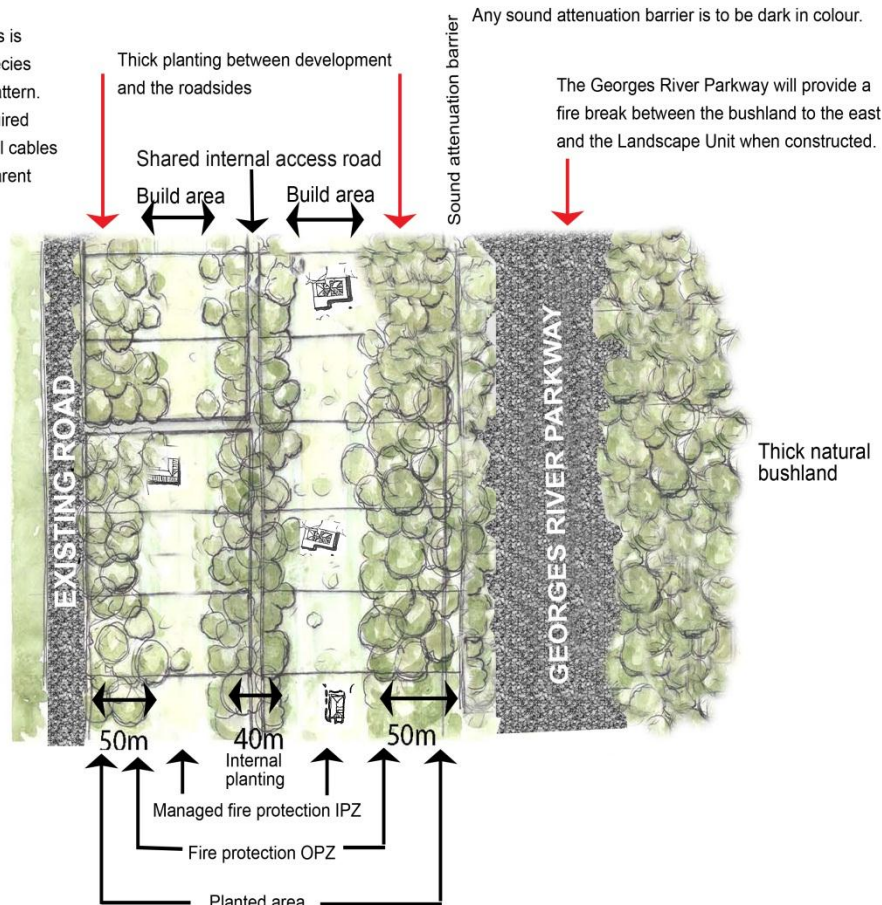 s is
ecies
attern.
uired
l cables
arent
Thick planting between development
and the roadsides
Any sound attenuation barrier is to be dark in colour.
Sound attenuation barrier
The Georges River Parkway will provide a
fire break between the bushland to the east
and the Landscape Unit when constructed.
Shared internal access road
Build area
Build area
EXISTING ROAD
GEORGES RIVER PARKWAY
Thick natural
bushland
50m
40m
50m
Internal
planting
Managed fire protection IPZ
Fire protection OPZ
Planted area